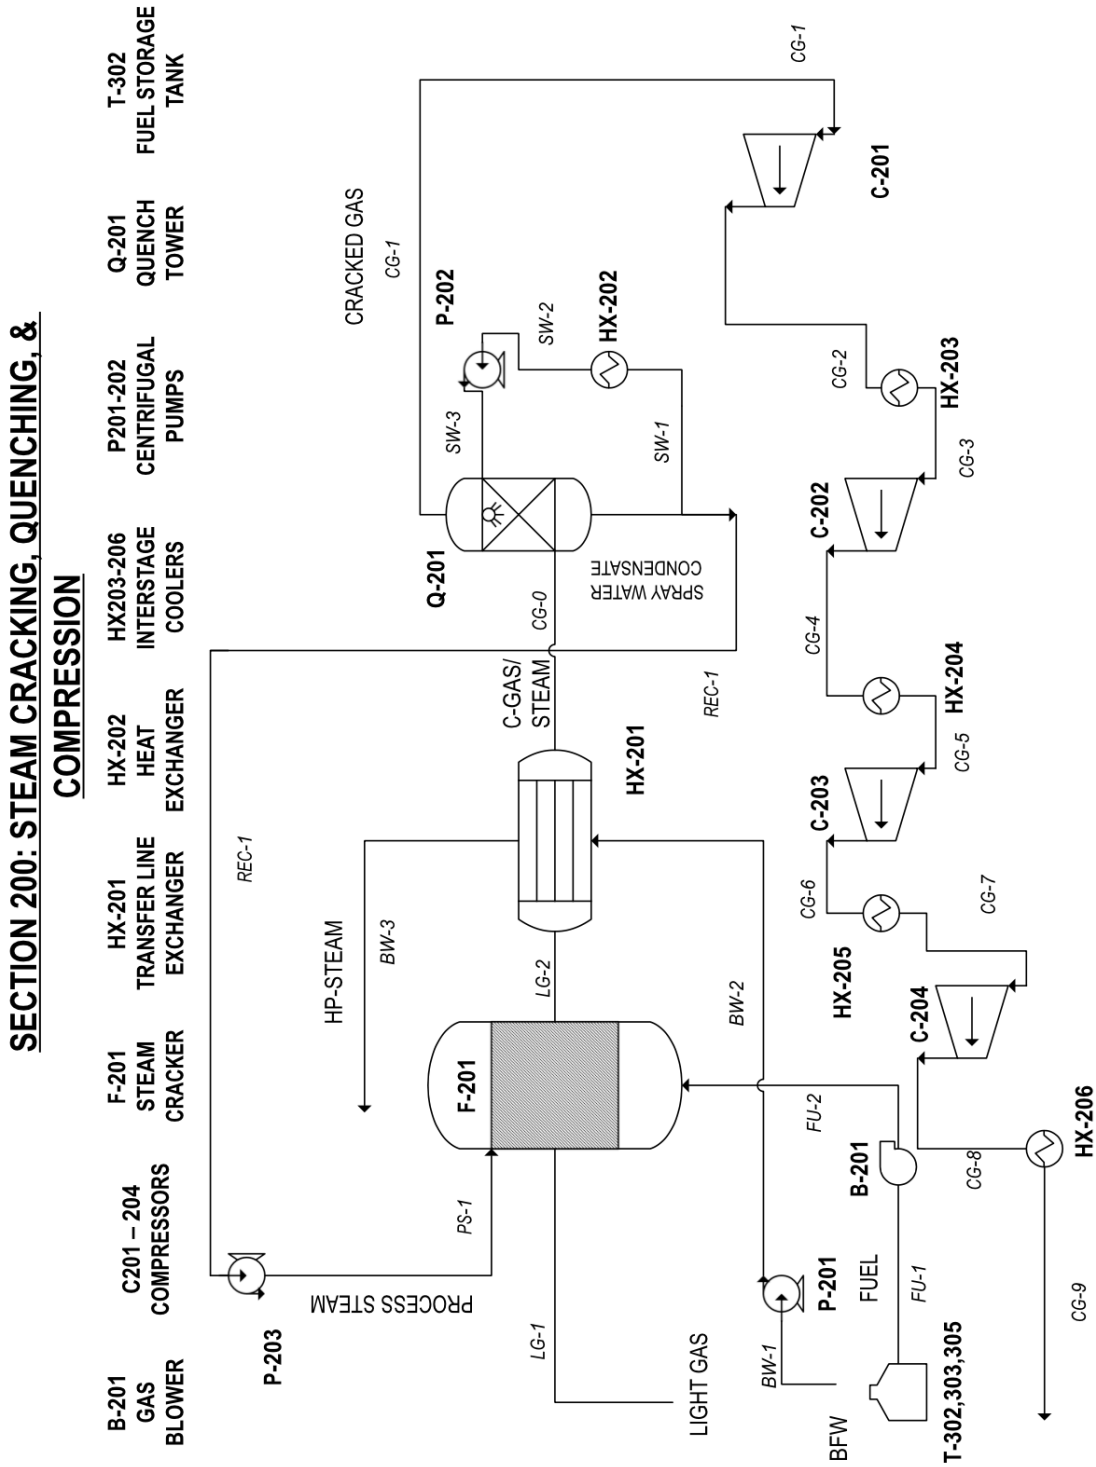 SECTION 200: STEAM CRACKING, QUENCHING, &
COMPRESSION
B-201
GAS
BLOWER
C201 – 204
COMPRESSORS
F-201
STEAM
CRACKER
HX-201
TRANSFER LINE
EXCHANGER
HX-202
HEAT
EXCHANGER
HX203-206
INTERSTAGE
COOLERS
P201-202
CENTRIFUGAL
PUMPS
Q-201
QUENCH
TOWER
T-302
FUEL STORAGE
TANK
P-203
PROCESS STEAM
REC-1
HP-STEAM
BW-3
CRACKED GAS
CG-1
CG-1
P-202
SW-3
SW-2
HX-202
SW-1
Q-201
SPRAY WATER
CONDENSATE
CG-0
C-GAS/
STEAM
REC-1
HX-201
LG-2
F-201
PS-1
LG-1
LIGHT GAS
BW-2
BW-1
BFW
P-201
FUEL
FU-1
T-302,303,305
B-201
FU-2
C-201
CG-2
HX-203
CG-3
C-202
CG-4
HX-204
CG-5
C-203
CG-6
HX-205
CG-7
C-204
CG-8
HX-206
CG-9